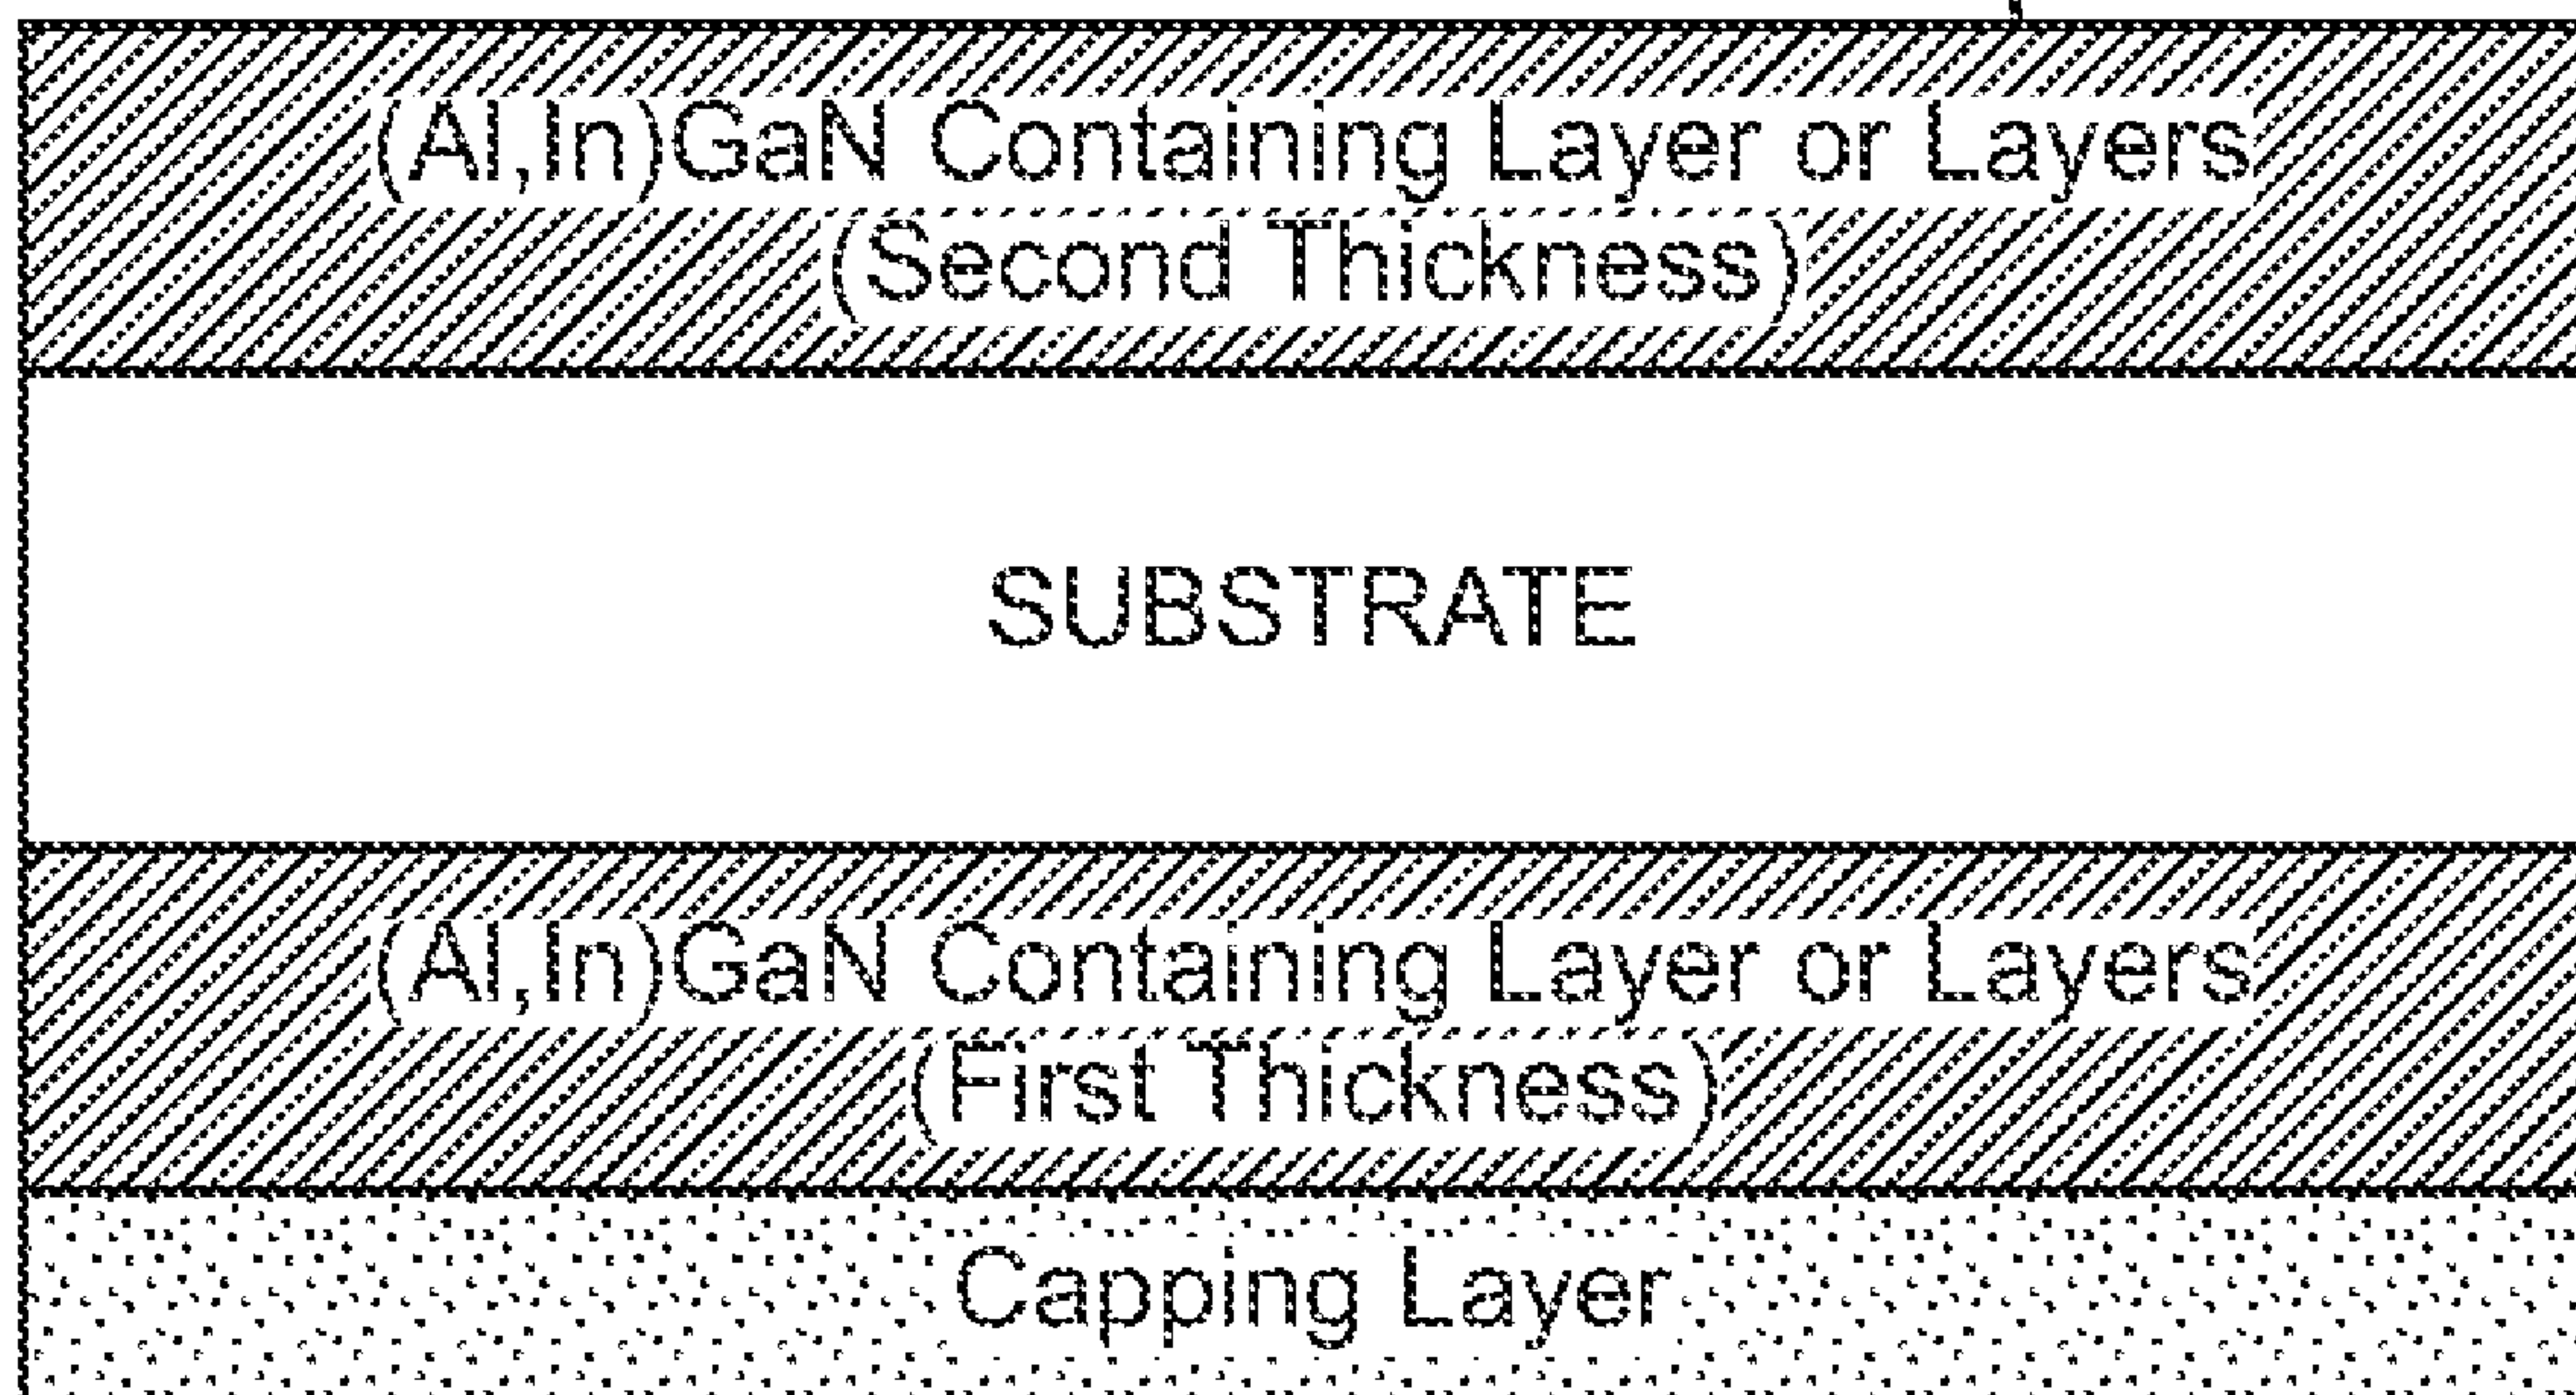 (Al,In)GaN Containing Layer or Layers
(Second Thickness)
SUBSTRATE
(Al,In)GaN Containing Layer or Layers
(First Thickness)
Capping Layer